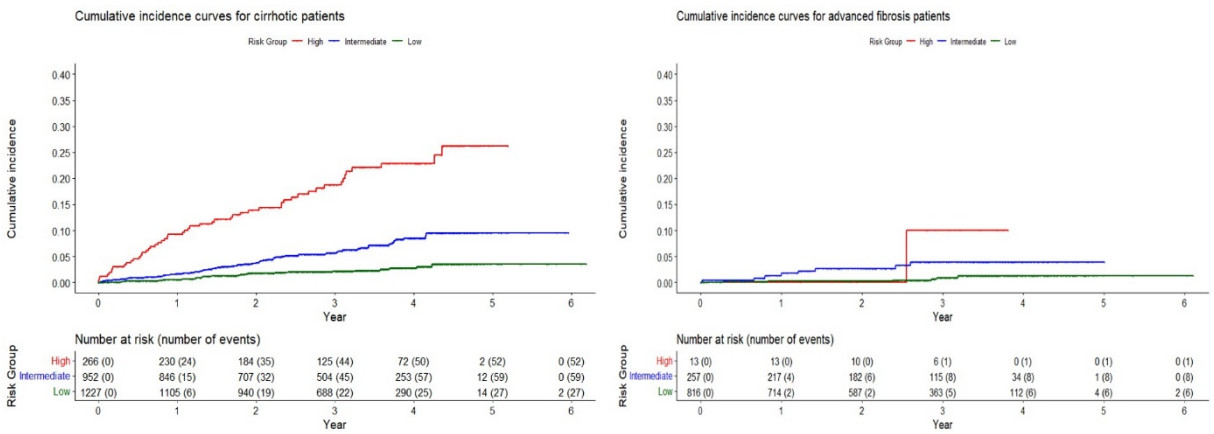 Cumulative incidence curves for cirrhotic patients
Risk Group High Intermediate Low
0.40
0.35
0.30
0.25
0.20
0.15
0.10
0.05
0.00
Cumulative incidence
0 1 2 3 4 5 6
Year
Number at risk (number of events)
Risk Group
High 266 (0) 230 (24) 184 (35) 125 (44) 72 (50) 2 (52) 0 (52)
Intermediate 952 (0) 846 (15) 707 (32) 504 (45) 253 (57) 12 (59) 0 (59)
Low 1227 (0) 1105 (6) 940 (19) 688 (22) 290 (25) 14 (27) 2 (27)
0 1 2 3 4 5 6
Year
Cumulative incidence curves for advanced fibrosis patients
Risk Group High Intermediate Low
0.40
0.35
0.30
0.25
0.20
0.15
0.10
0.05
0.00
Cumulative incidence
0 1 2 3 4 5 6
Year
Number at risk (number of events)
Risk Group
High 13 (0) 13 (0) 10 (0) 6 (1) 0 (1) 0 (1) 0 (1)
Intermediate 257 (0) 217 (4) 182 (6) 115 (8) 34 (8) 1 (8) 0 (8)
Low 816 (0) 714 (2) 587 (2) 363 (5) 112 (6) 4 (6) 2 (6)
0 1 2 3 4 5 6
Year